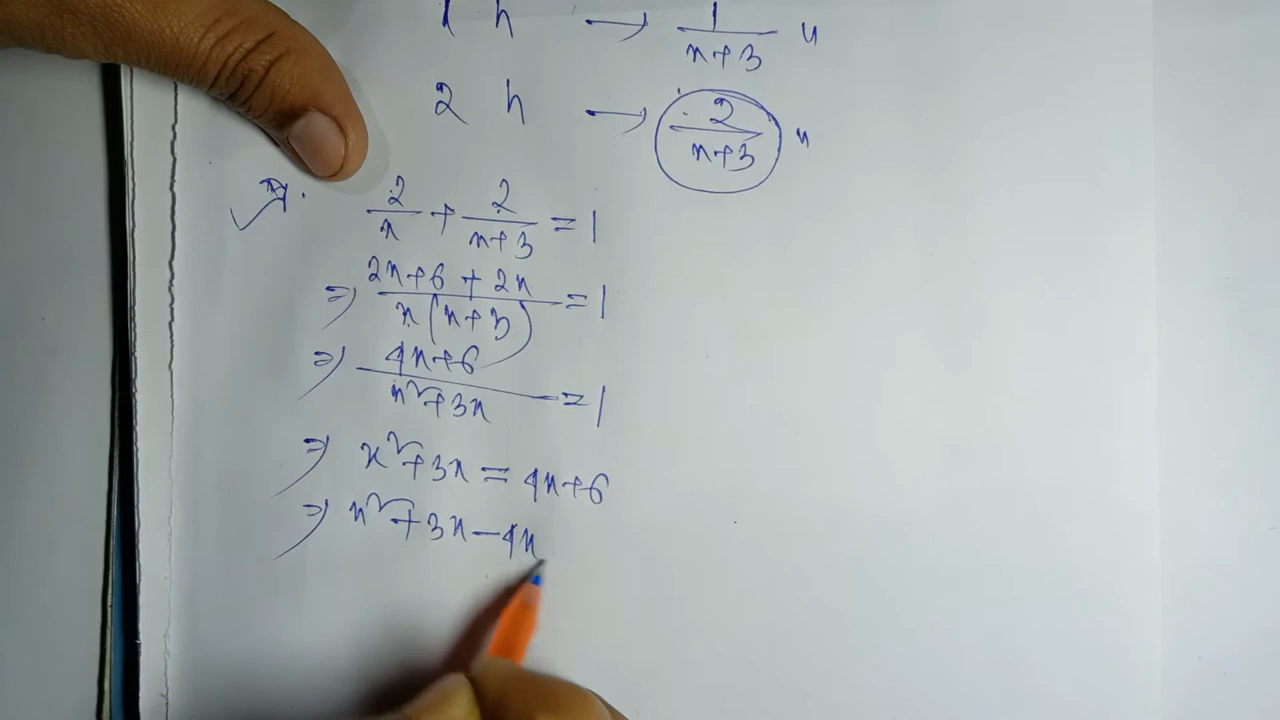 1 h → 1/(x+3) u
2 h → 2/(x+3) u
2/x + 2/(x+3) = 1
⇒ (2x+6+2x)/(x(x+3)) = 1
⇒ (4x+6)/(x²+3x) = 1
⇒ x²+3x = 4x+6
⇒ x²+3x-4x